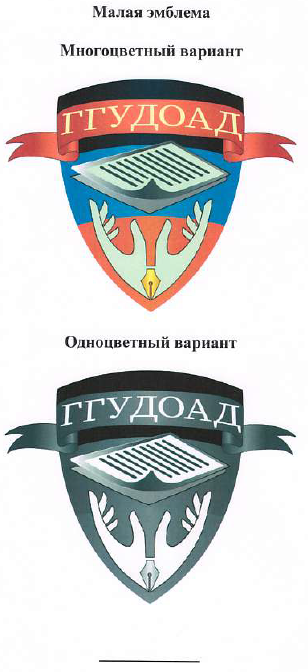 Малая эмблема
Многоцветный вариант
ГГУДОАД
Одноцветный вариант
ГГУДОАД